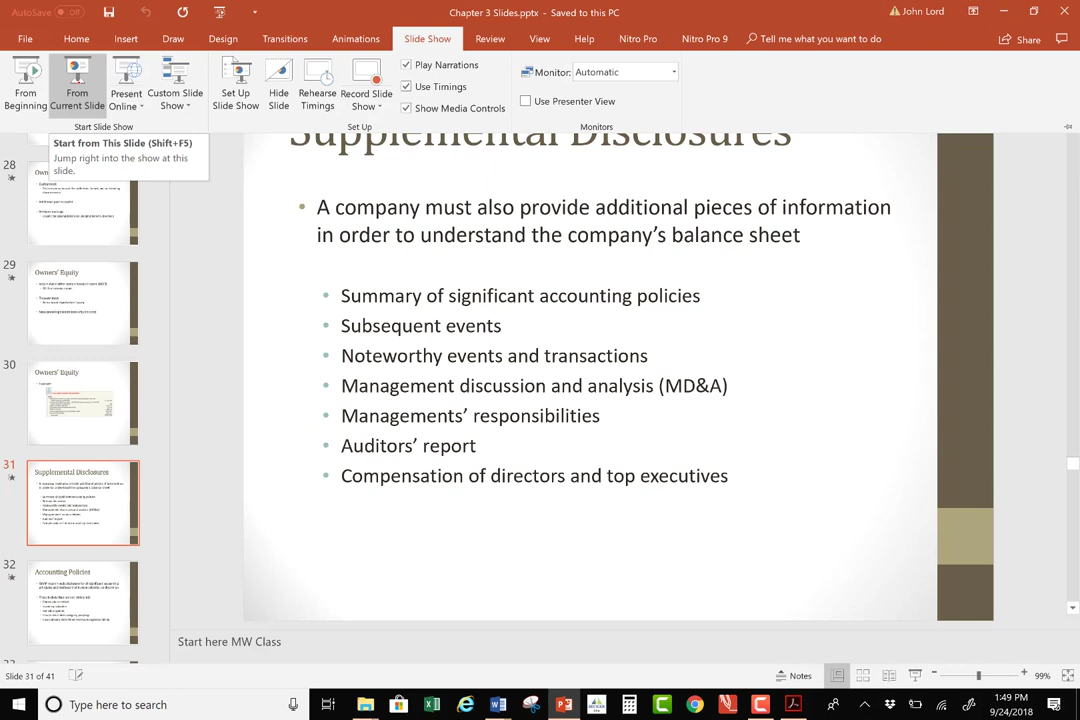 AutoSave Off
Chapter 3 Slides.pptx - Saved to this PC
John Lord
File Home Insert Draw Design Transitions Animations Slide Show Review View Help Nitro Pro Nitro Pro 9 Tell me what you want to do Share
From Beginning
From Current Slide
Present Online
Custom Slide Show
Set Up Slide Show
Hide Slide
Rehearse Timings
Record Slide Show
Play Narrations
Use Timings
Show Media Controls
Monitor: Automatic
Use Presenter View
Start Slide Show
Set Up
Monitors
Start from This Slide (Shift+F5)
Jump right into the show at this
slide.
28
29
Owners' Equity
30
Owners' Equity
31
Supplemental Disclosures
32
Accounting Policies
Supplemental Disclosures
• A company must also provide additional pieces of information
in order to understand the company's balance sheet
• Summary of significant accounting policies
• Subsequent events
• Noteworthy events and transactions
• Management discussion and analysis (MD&A)
• Managements' responsibilities
• Auditors' report
• Compensation of directors and top executives
Start here MW Class
Slide 31 of 41
Notes
99%
Type here to search
1:49 PM
9/24/2018